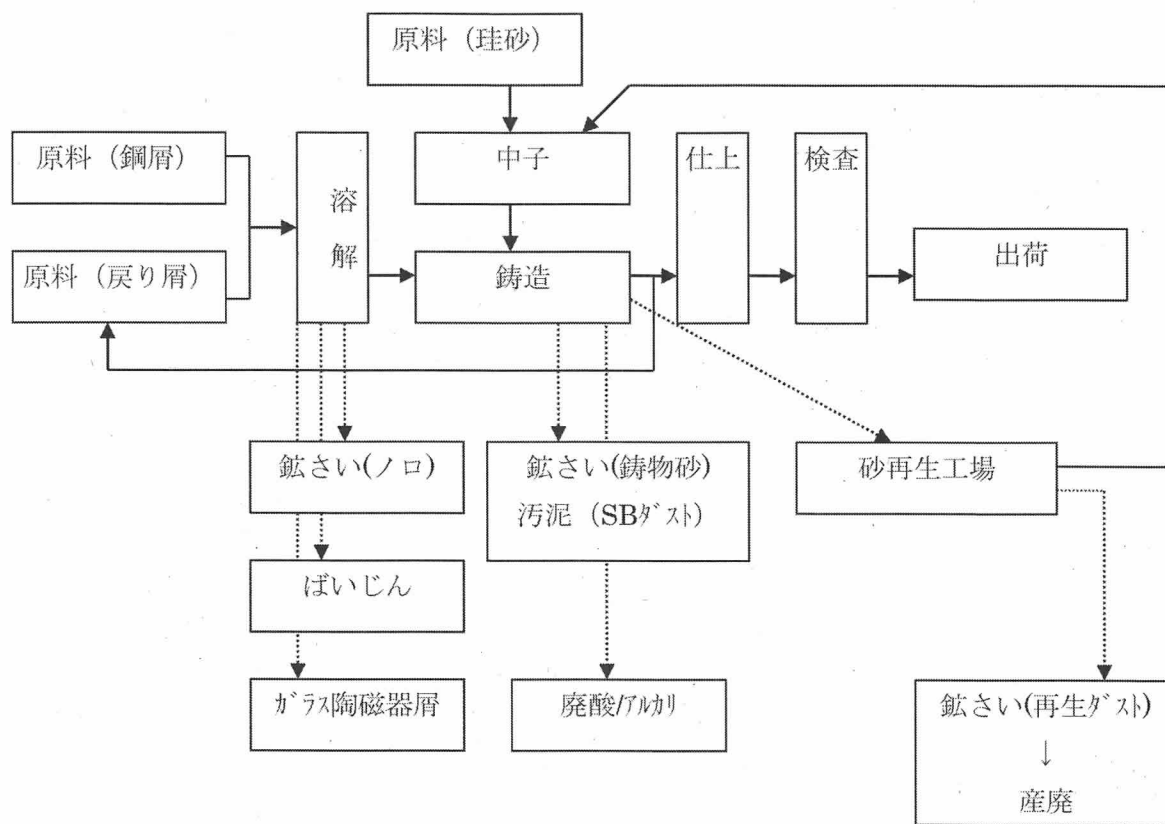 原料（珪砂）
原料（鋼屑）
溶解
中子
仕上
検査
原料（戻り屑）
鋳造
出荷
鉱さい(ノロ)
鉱さい(鋳物砂)
汚泥（SBﾀﾞｽﾄ）
砂再生工場
ばいじん
ｶﾞﾗｽ陶磁器屑
廃酸/ｱﾙｶﾘ
鉱さい(再生ﾀﾞｽﾄ)
↓
産廃